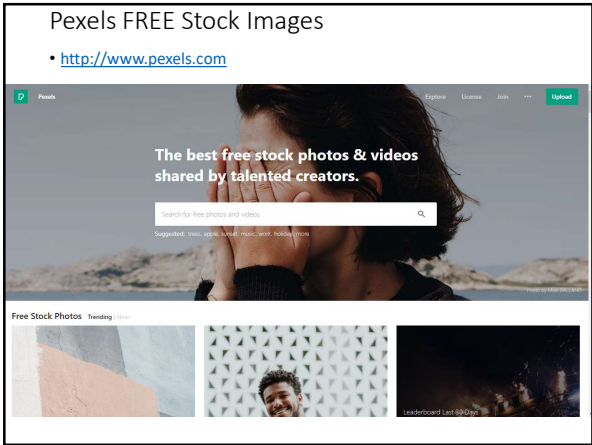 Pexels FREE Stock Images
• http://www.pexels.com
Pexels
Explore License Join ••• Upload
The best free stock photos & videos
shared by talented creators.
Search for free photos and videos
Suggested: trees, apple, sunset, music, work, holiday, more
Free Stock Photos Trending | New
Leaderboard Last 30 Days